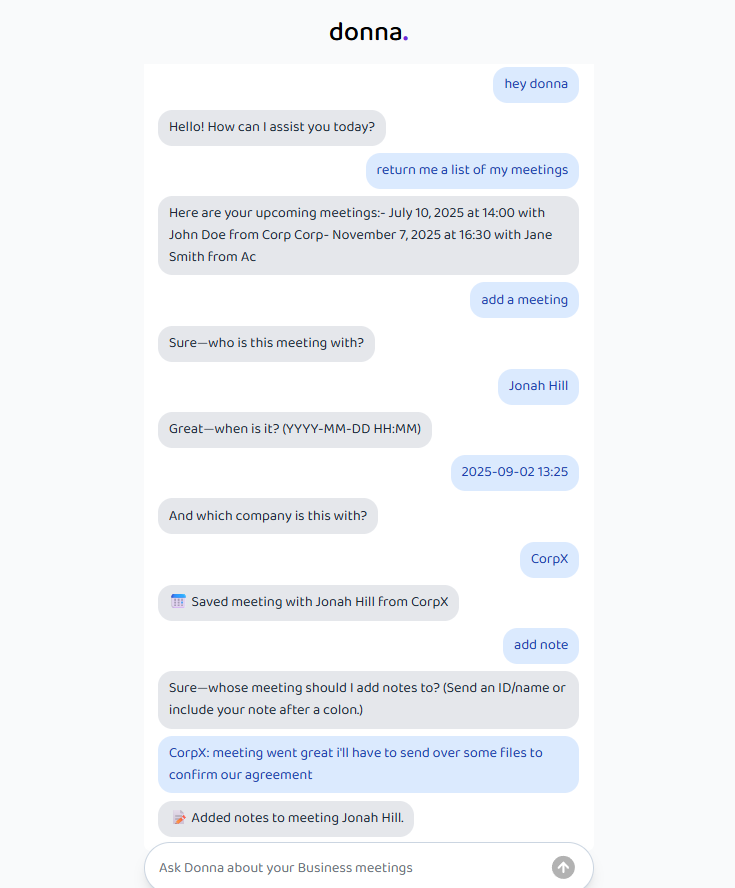 donna.
hey donna
Hello! How can I assist you today?
return me a list of my meetings
Here are your upcoming meetings:- July 10, 2025 at 14:00 with
John Doe from Corp Corp- November 7, 2025 at 16:30 with Jane
Smith from Ac
add a meeting
Sure—who is this meeting with?
Jonah Hill
Great—when is it? (YYYY-MM-DD HH:MM)
2025-09-02 13:25
And which company is this with?
CorpX
Saved meeting with Jonah Hill from CorpX
add note
Sure—whose meeting should I add notes to? (Send an ID/name or
include your note after a colon.)
CorpX: meeting went great i'll have to send over some files to
confirm our agreement
Added notes to meeting Jonah Hill.
Ask Donna about your Business meetings